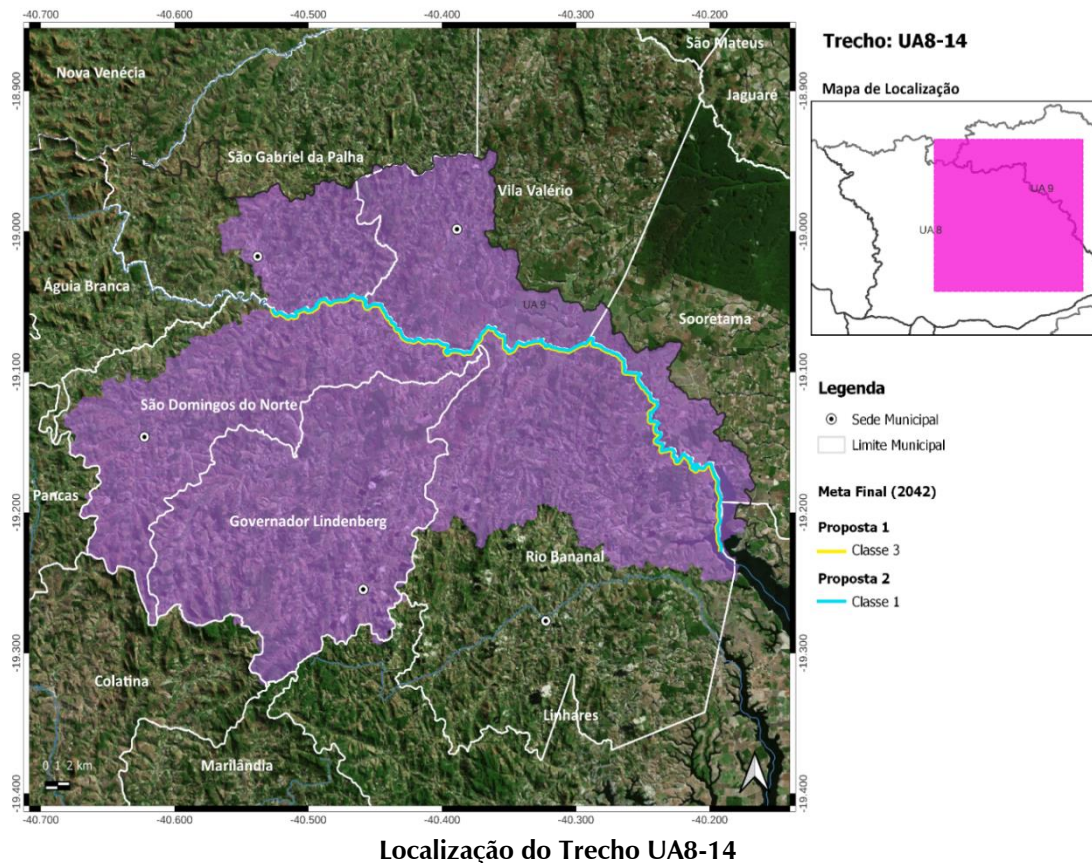 -40.700
-40.600
-40.500
-40.400
-40.300
-40.200
-18.900
-19.000
-19.100
-19.200
-19.300
-19.400
São Mateus
Nova Venécia
Jaguaré
São Gabriel da Palha
Vila Valério
Águia Branca
UA 9
Sooretama
São Domingos do Norte
Pancas
Governador Lindenberg
Rio Bananal
Colatina
Linhares
Marilândia
0 1 2 km
-18.900
-19.000
-19.100
-19.200
-19.300
-19.400
-40.700
-40.600
-40.500
-40.400
-40.300
-40.200
Trecho: UA8-14
Mapa de Localização
UA 9
UA 8
Legenda
Sede Municipal
Limite Municipal
Meta Final (2042)
Proposta 1
Classe 3
Proposta 2
Classe 1
Localização do Trecho UA8-14